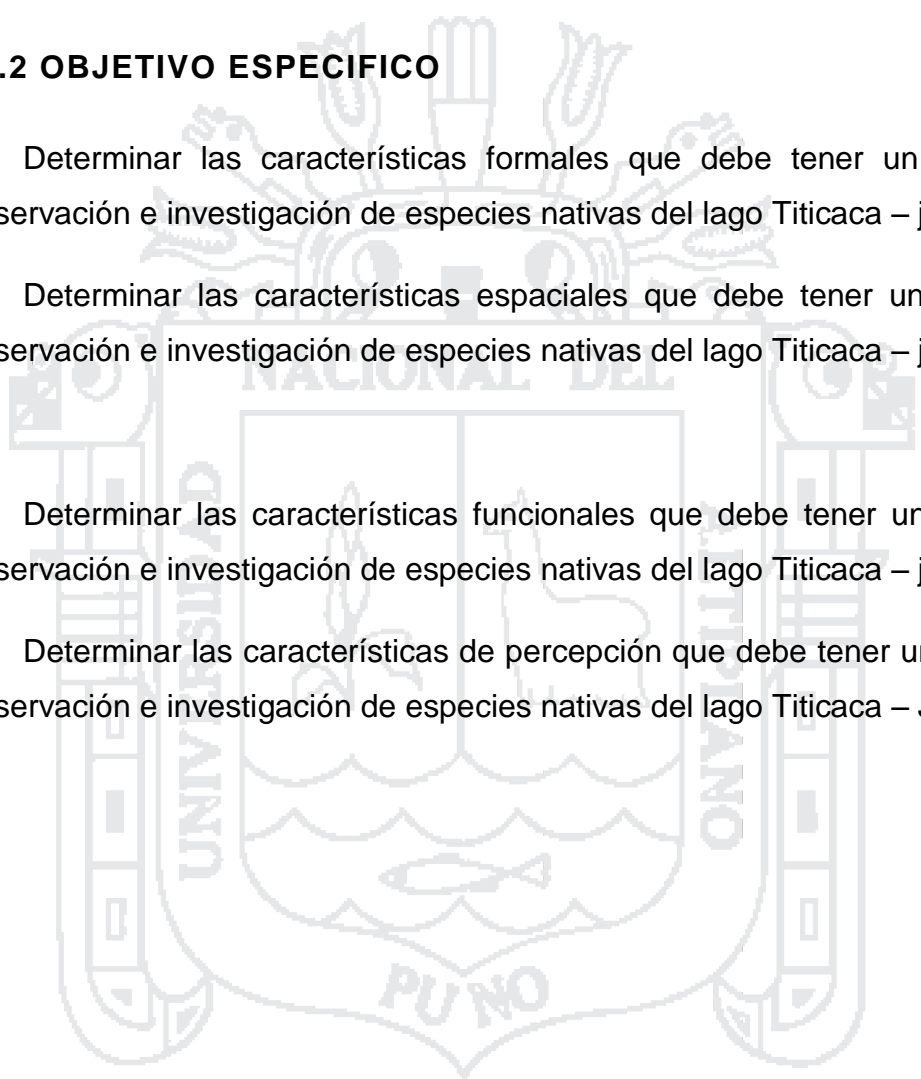 .2 OBJETIVO ESPECIFICO
Determinar las características formales que debe tener un
servación e investigación de especies nativas del lago Titicaca – j
Determinar las características espaciales que debe tener un
servación e investigación de especies nativas del lago Titicaca – j
Determinar las características funcionales que debe tener un
servación e investigación de especies nativas del lago Titicaca – j
Determinar las características de percepción que debe tener un
servación e investigación de especies nativas del lago Titicaca –
UNIVERSIDAD
NACIONAL DEL
ALTIPLANO
PUNO